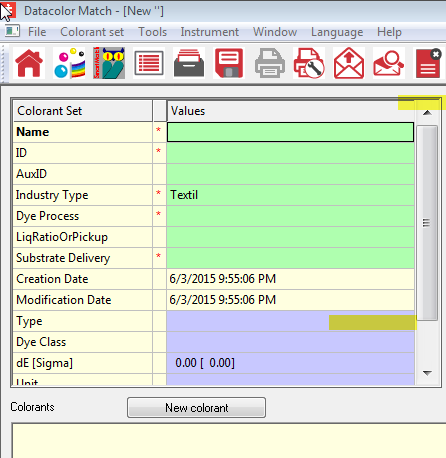 Datacolor Match - [New '']
File Colorant set Tools Instrument Window Language Help
Colorant Set Values
Name *
ID *
AuxID
Industry Type * Textil
Dye Process *
LiqRatioOrPickup
Substrate Delivery *
Creation Date 6/3/2015 9:55:06 PM
Modification Date 6/3/2015 9:55:06 PM
Type
Dye Class
dE [Sigma] 0.00 [ 0.00]
Unit
Colorants New colorant